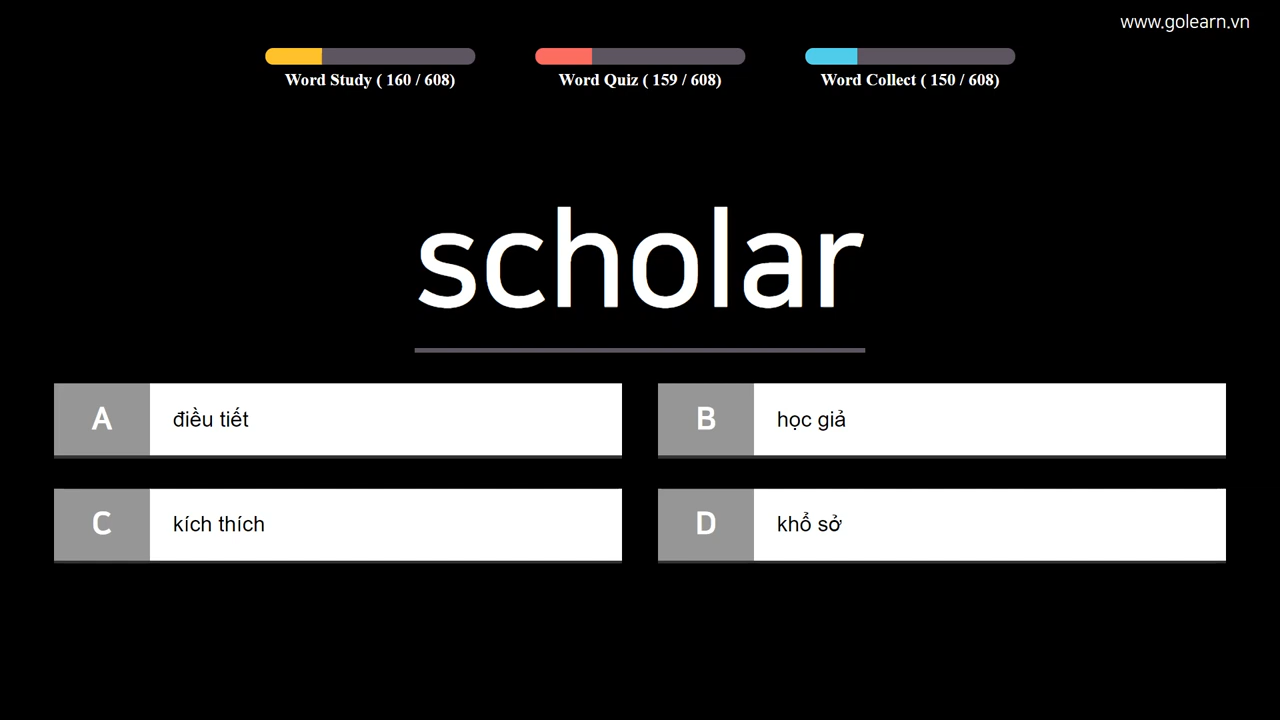 www.golearn.vn
Word Study ( 160 / 608)
Word Quiz ( 159 / 608)
Word Collect ( 150 / 608)
scholar
A điều tiết
B học giả
C kích thích
D khổ sở